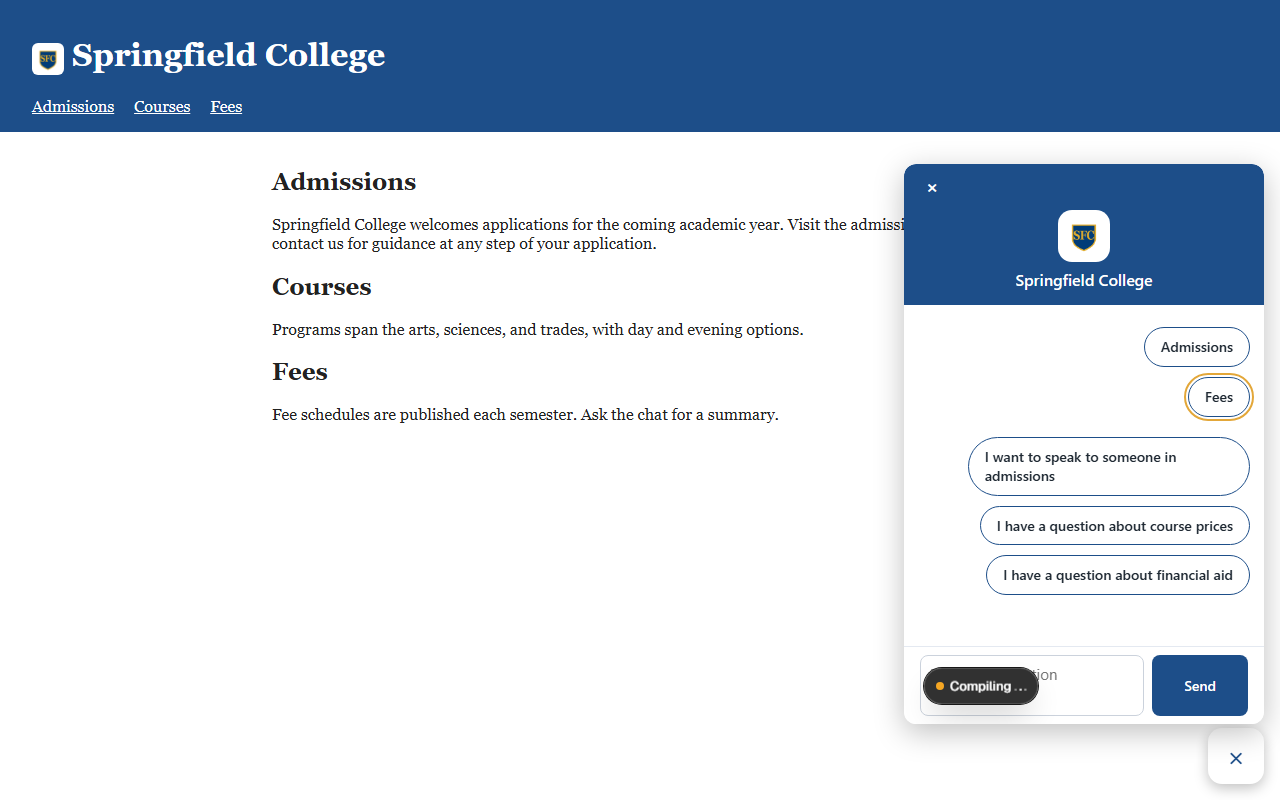 SFC Springfield College
Admissions Courses Fees
Admissions
Springfield College welcomes applications for the coming academic year. Visit the
contact us for guidance at any step of your application.
Courses
Programs span the arts, sciences, and trades, with day and evening options.
Fees
Fee schedules are published each semester. Ask the chat for a summary.
×
SFC
Springfield College
Admissions
Fees
I want to speak to someone in
admissions
I have a question about course prices
I have a question about financial aid
Compiling ...
Send
×